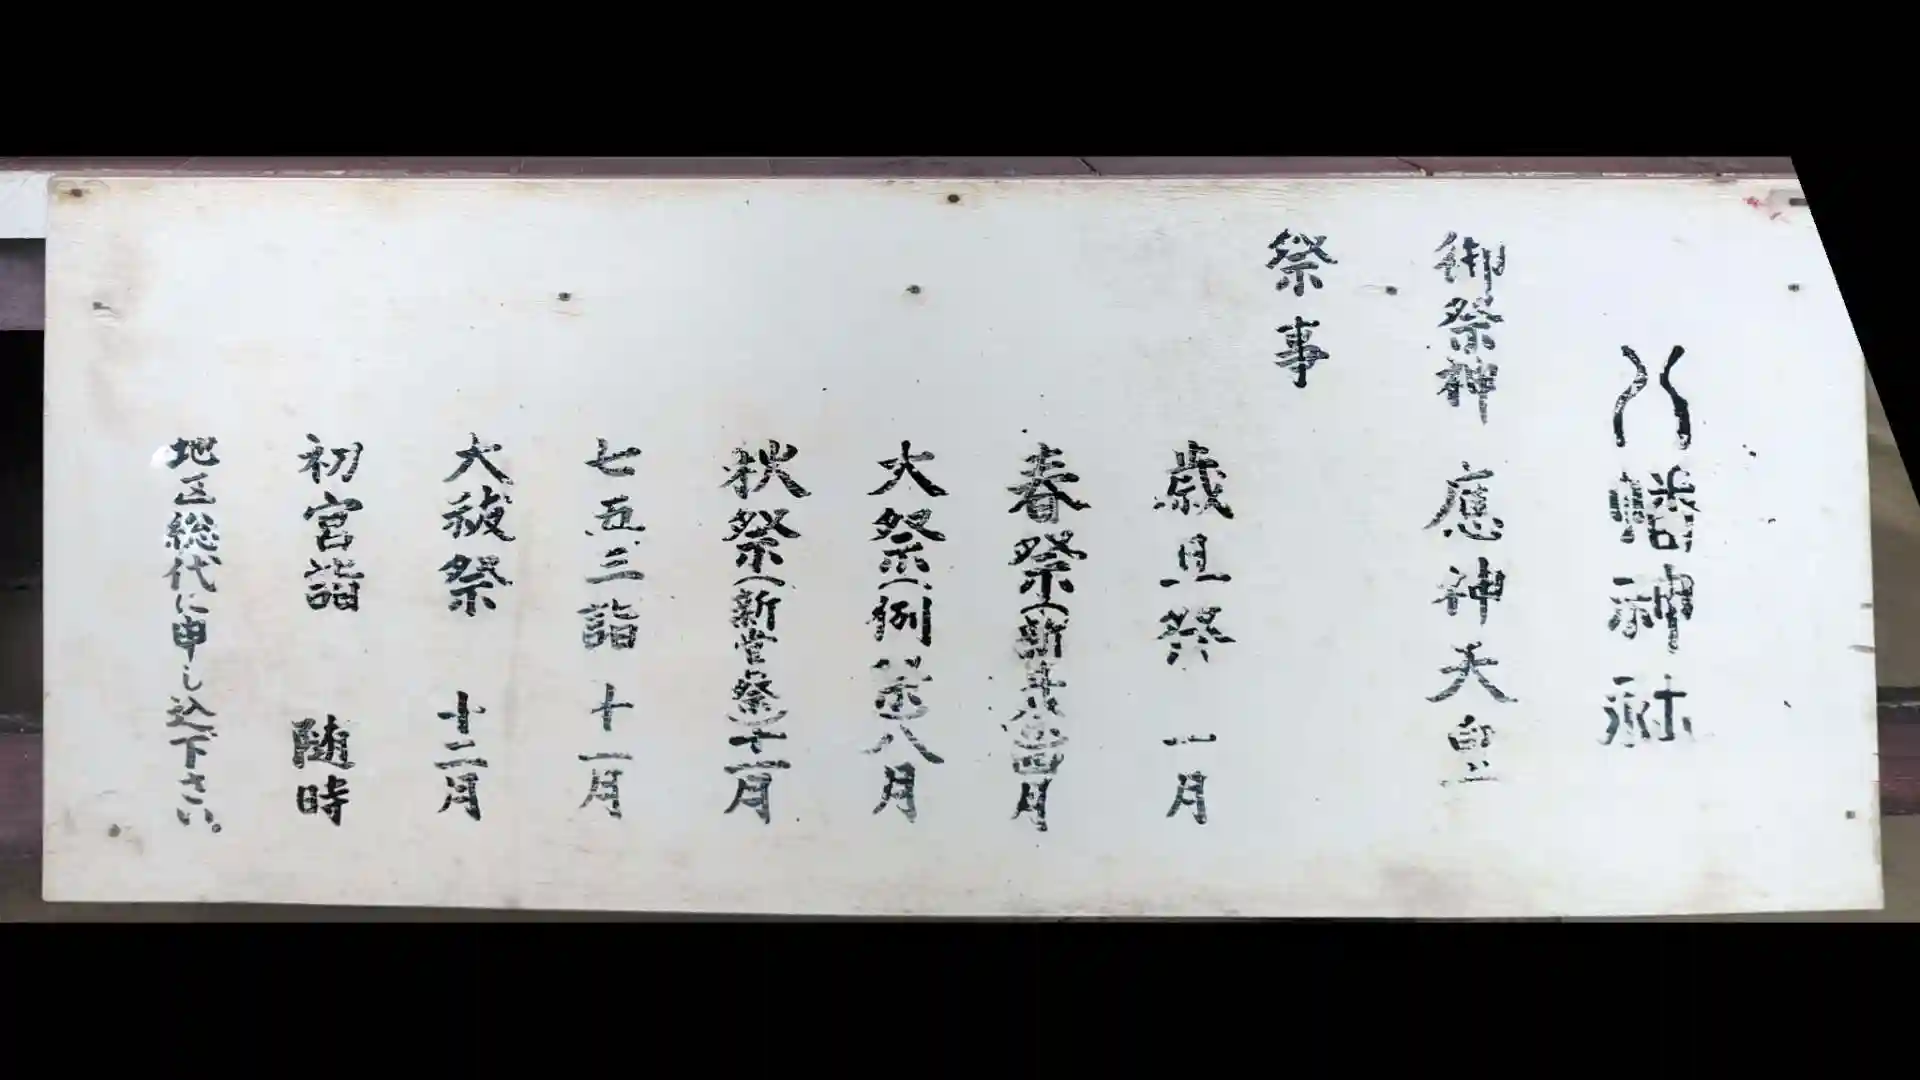 八幡神社
御祭神 應神天皇
祭事
歳旦祭 一月
春祭(新年祭)四月
大祭(例祭)八月
秋祭(新嘗祭)十一月
七五三詣 十一月
大祓祭 十二月
初宮詣 随時
地区総代に申し込下さい。